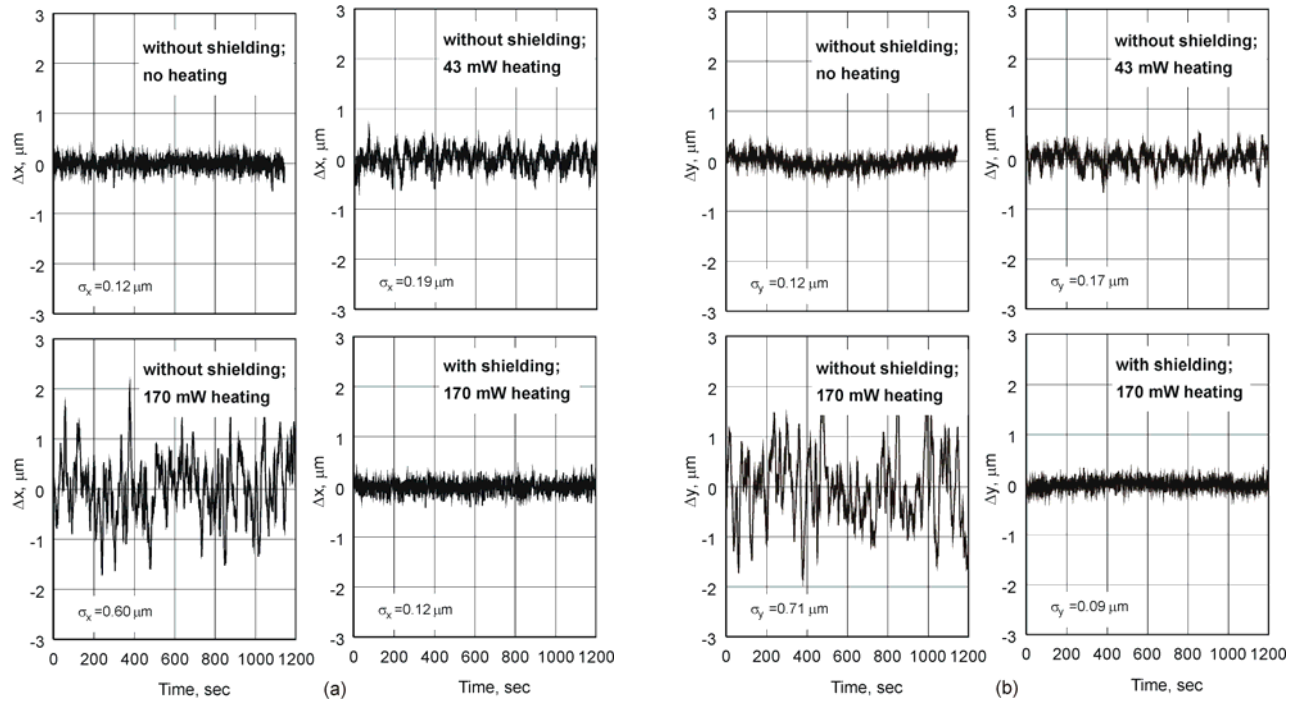 3
2
1
0
-1
-2
-3
Δx, μm
without shielding;
no heating
σx=0.12 μm
3
2
1
0
-1
-2
-3
Δx, μm
without shielding;
43 mW heating
σx=0.19 μm
3
2
1
0
-1
-2
-3
Δx, μm
without shielding;
170 mW heating
σx=0.60 μm
0 200 400 600 800 1000 1200
Time, sec
3
2
1
0
-1
-2
-3
Δx, μm
with shielding;
170 mW heating
σx=0.12 μm
0 200 400 600 800 1000 1200
Time, sec
(a)
3
2
1
0
-1
-2
-3
Δy, μm
without shielding;
no heating
σy=0.12 μm
3
2
1
0
-1
-2
-3
Δy, μm
without shielding;
43 mW heating
σy=0.17 μm
3
2
1
0
-1
-2
-3
Δy, μm
without shielding;
170 mW heating
σy=0.71 μm
0 200 400 600 800 1000 1200
Time, sec
3
2
1
0
-1
-2
-3
Δy, μm
with shielding;
170 mW heating
σy=0.09 μm
0 200 400 600 800 1000 1200
Time, sec
(b)